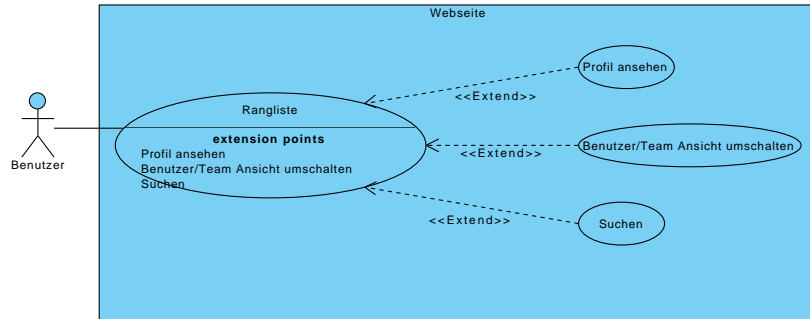 Webseite
Profil ansehen
<<Extend>>
Rangliste
extension points
Profil ansehen
Benutzer/Team Ansicht umschalten
Suchen
Benutzer
<<Extend>>
Benutzer/Team Ansicht umschalten
<<Extend>>
Suchen